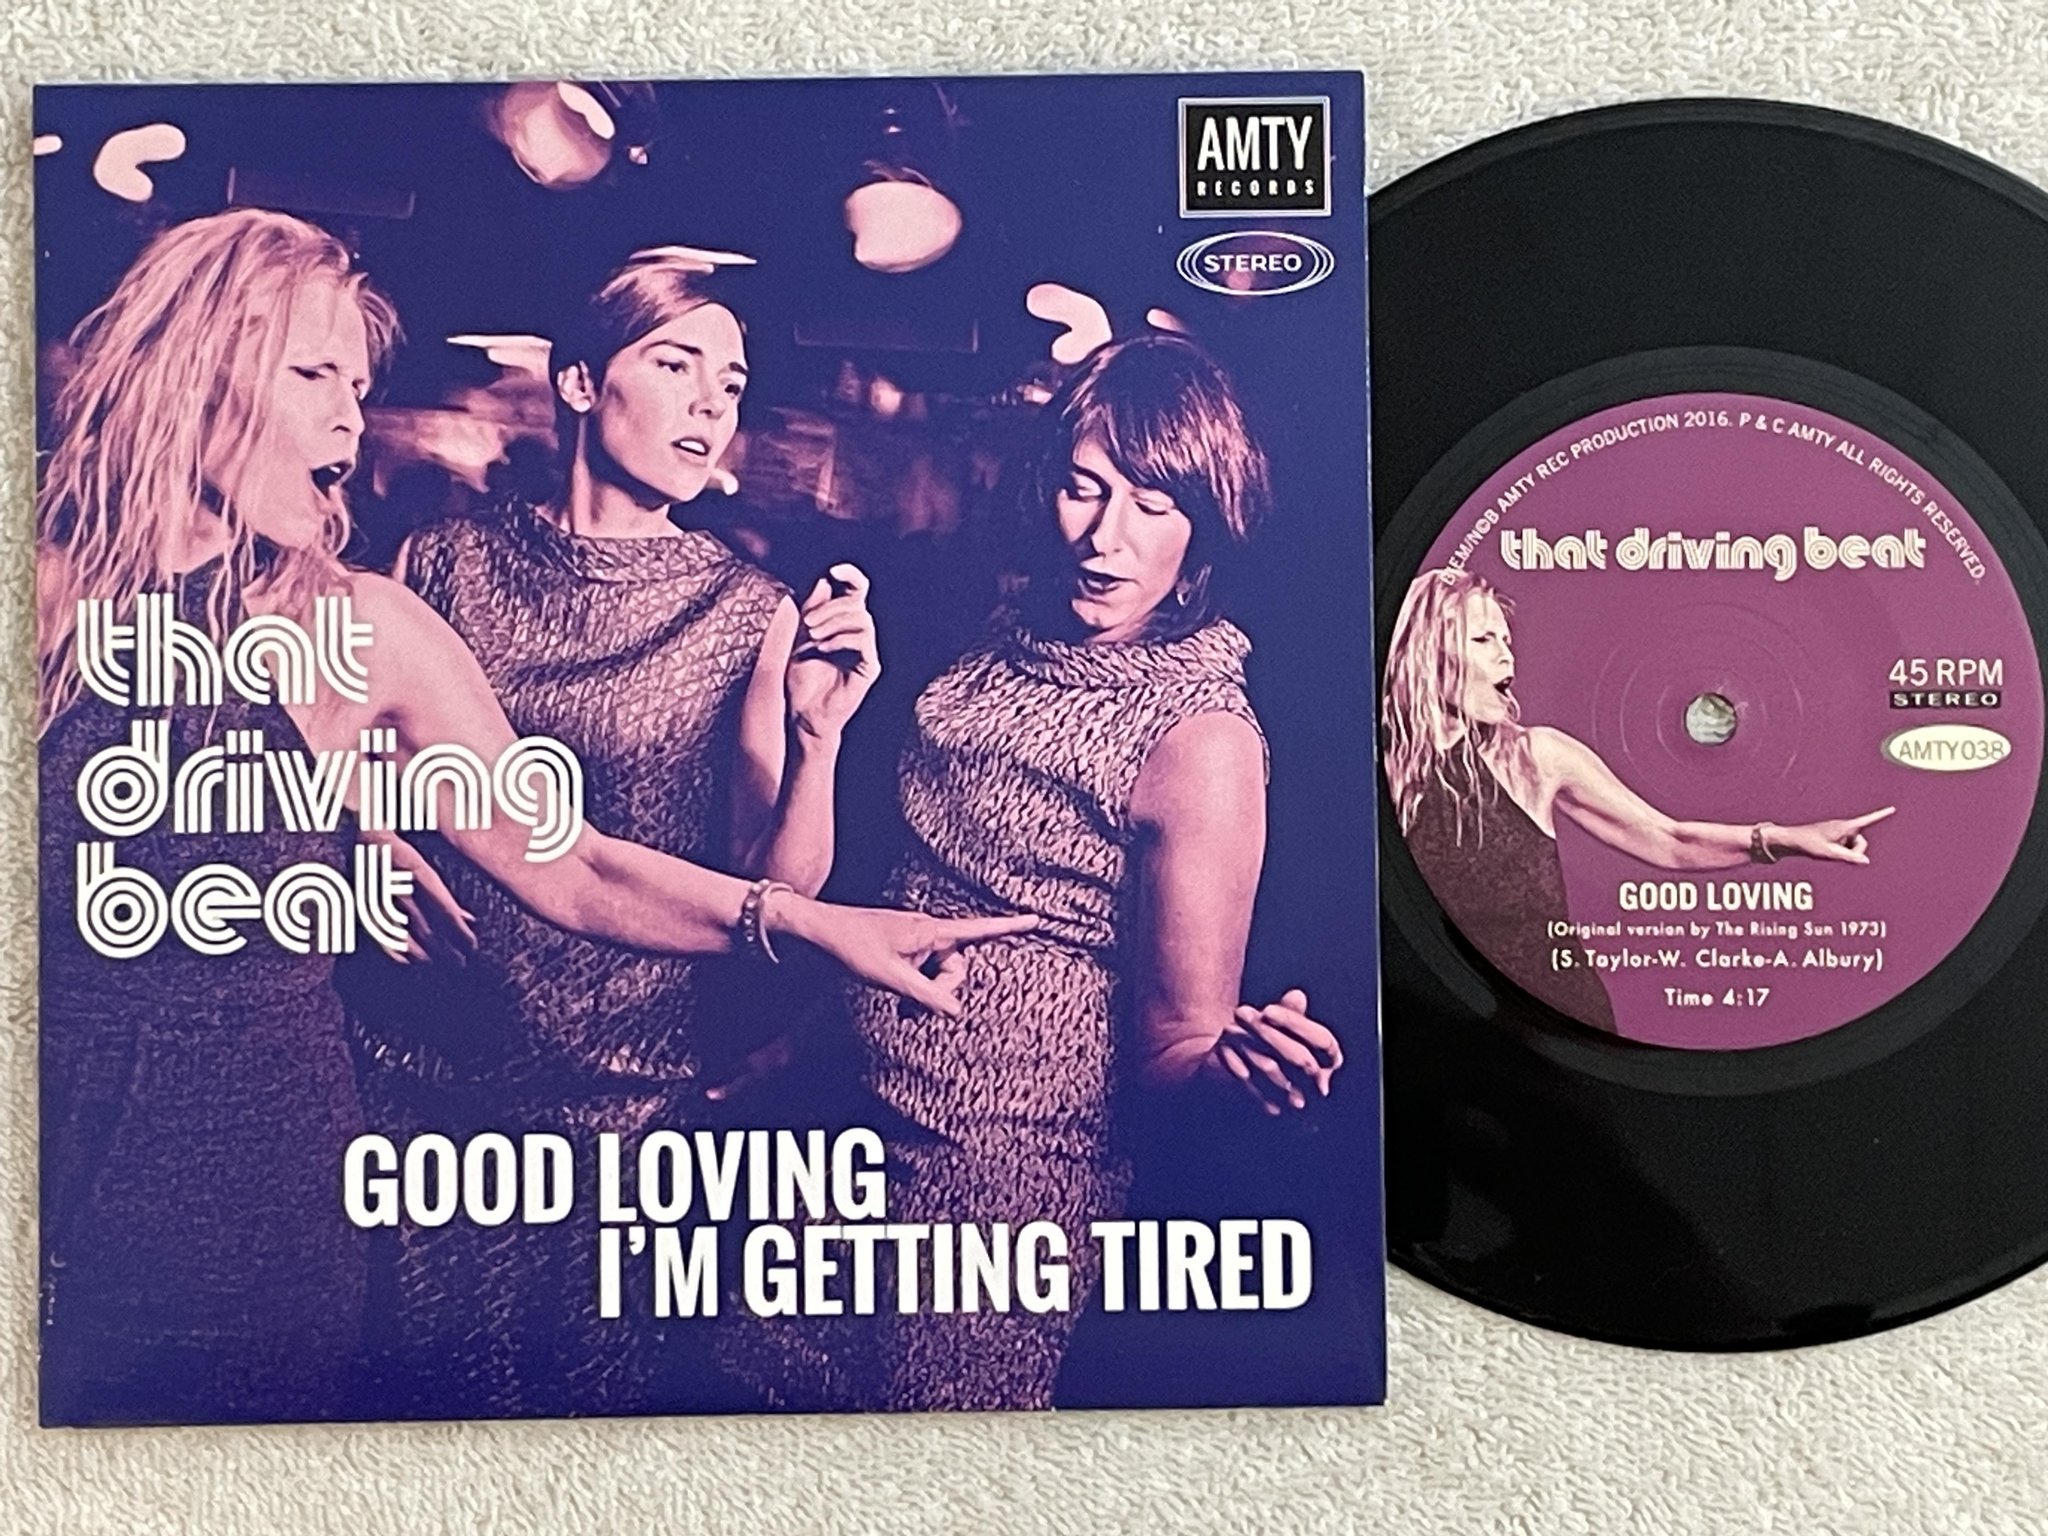 AMTY
RECORDS
STEREO
that
driving
beat
GOOD LOVING
I'M GETTING TIRED
AMTY REC PRODUCTION 2016. P & C AMTY ALL RIGHTS RESERVED.
that driving beat
45 RPM
STEREO
AMTY038
GOOD LOVING
(Original version by The Rising Sun 1973)
(S. Taylor-W. Clarke-A. Albury)
Time 4:17